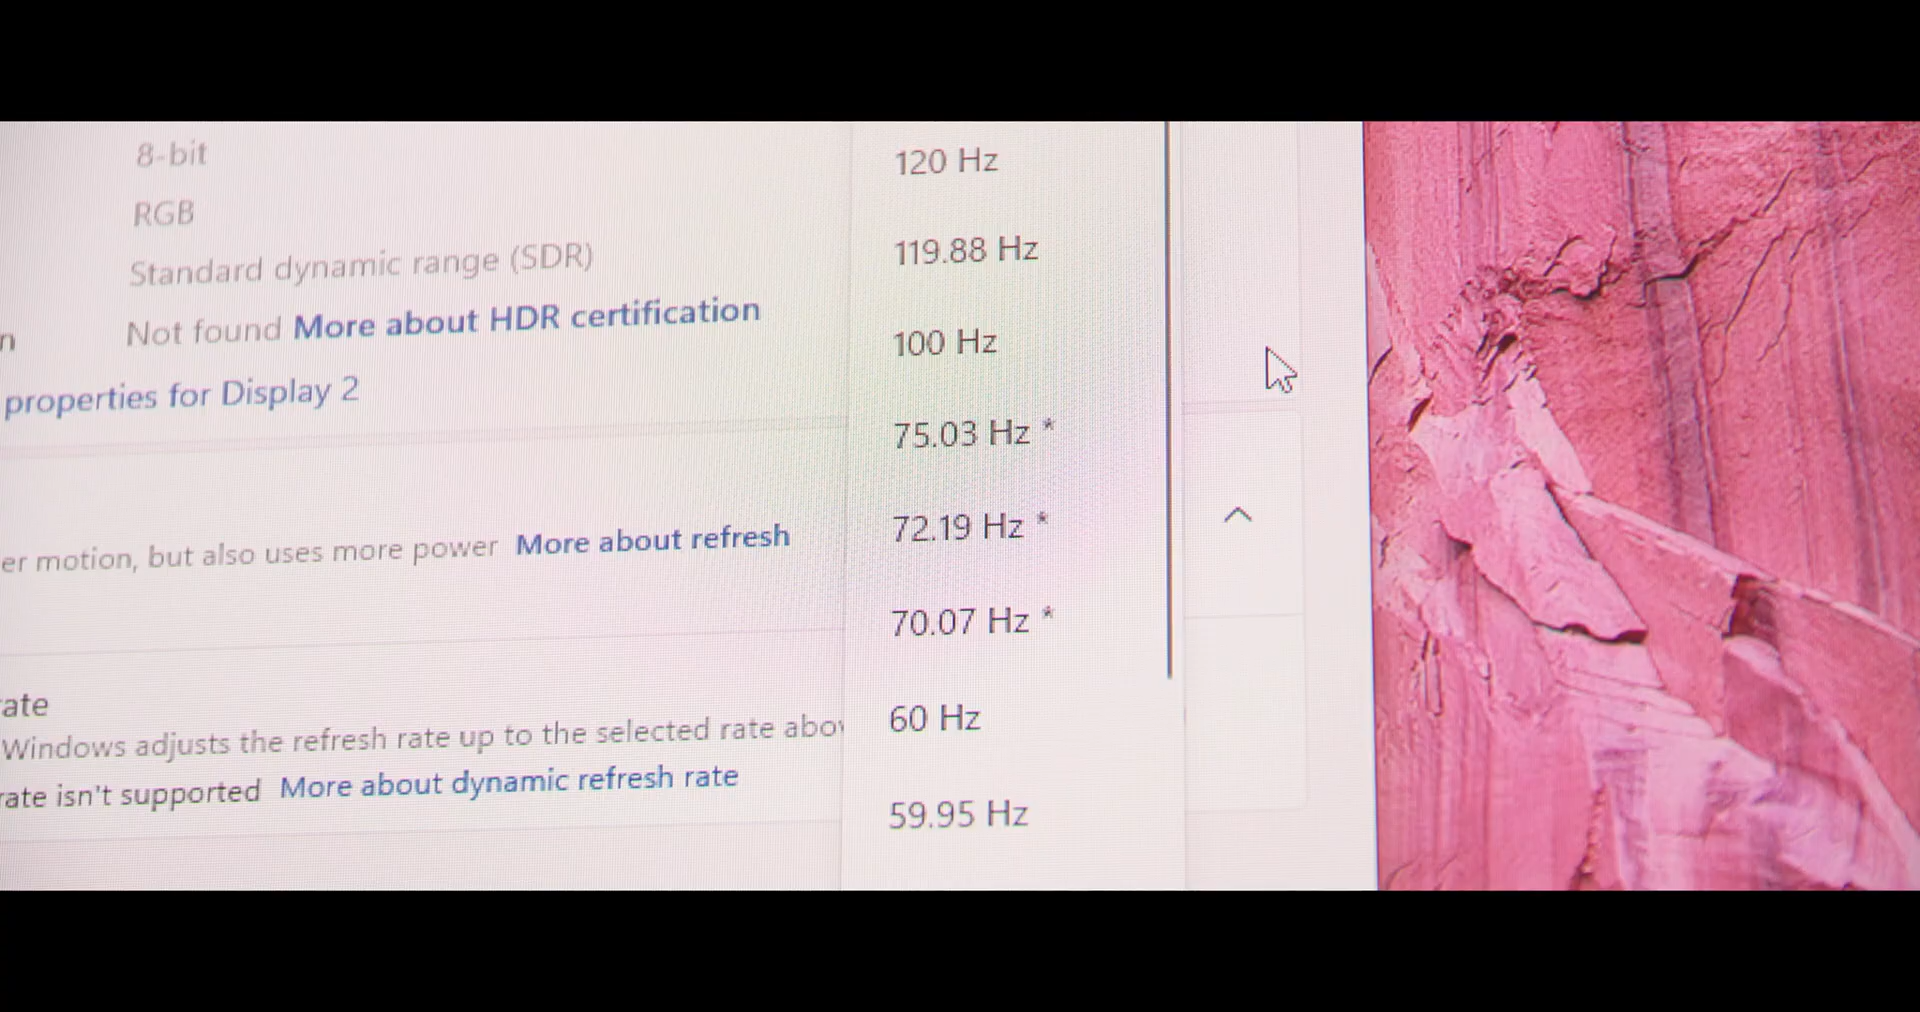 8-bit
RGB
Standard dynamic range (SDR)
Not found More about HDR certification
properties for Display 2
er motion, but also uses more power More about refresh
ate
Windows adjusts the refresh rate up to the selected rate
rate isn't supported More about dynamic refresh rate
120 Hz
119.88 Hz
100 Hz
75.03 Hz *
72.19 Hz *
70.07 Hz *
60 Hz
59.95 Hz